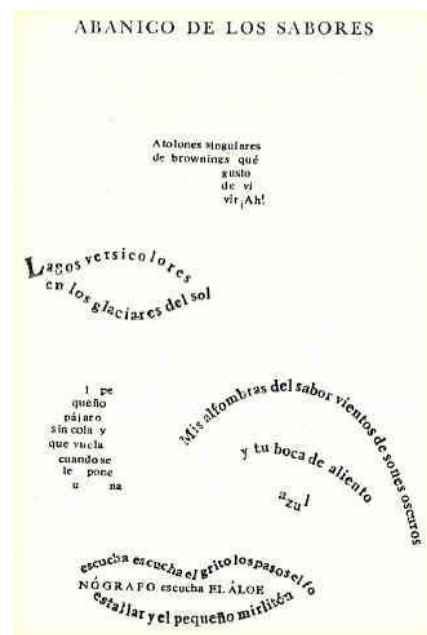 ABANICO DE LOS SABORES
Atolones singulares
de brownings qué
gusto
de vi
vir¡Ah!
Lagos versicolores
en los glaciares del sol
1 pe
queño
pájaro
sin cola y
que vuela
cuando se
le pone
u na
Mis alfombras del sabor vientos de sones oscuros
y tu boca de aliento
azul
escucha escucha el grito los pasos el fo
NÓGRAFO escucha EL ÁLOE
estallar y el pequeño mirlitón